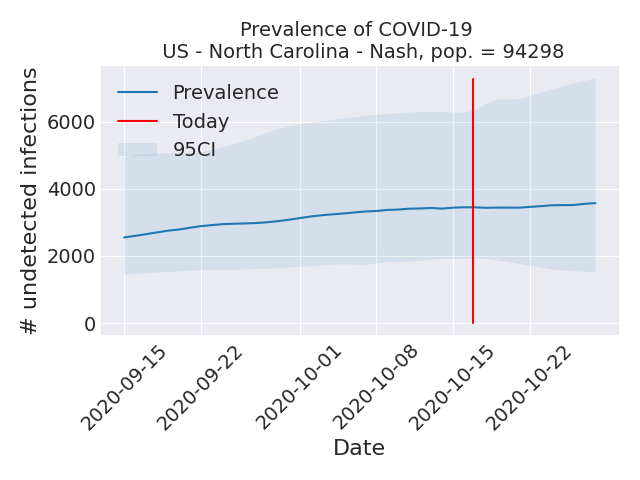 Prevalence of COVID-19
US - North Carolina - Nash, pop. = 94298
# undetected infections
6000
4000
2000
0
Prevalence
Today
95CI
2020-09-15
2020-09-22
2020-10-01
2020-10-08
2020-10-15
2020-10-22
Date